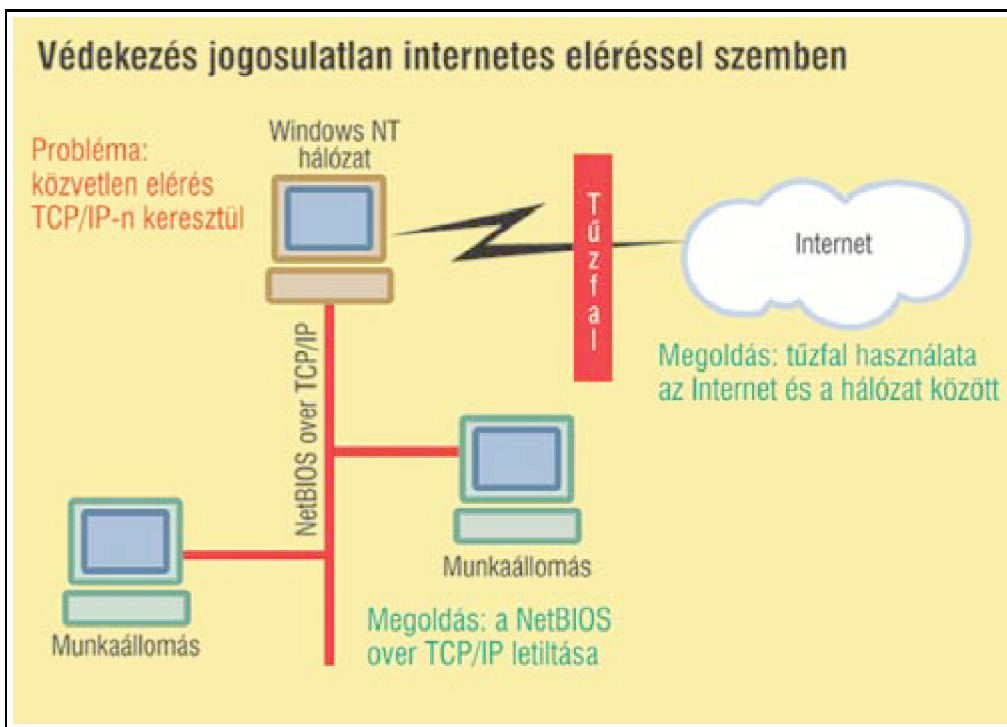 Védekezés jogosulatlan internetes eléréssel szemben
Probléma:
közvetlen elérés
TCP/IP-n keresztül
Windows NT
hálózat
Tűzfal
Internet
Megoldás: tűzfal használata
az Internet és a hálózat között
NetBIOS over TCP/IP
Munkaállomás
Munkaállomás
Megoldás: a NetBIOS
over TCP/IP letiltása